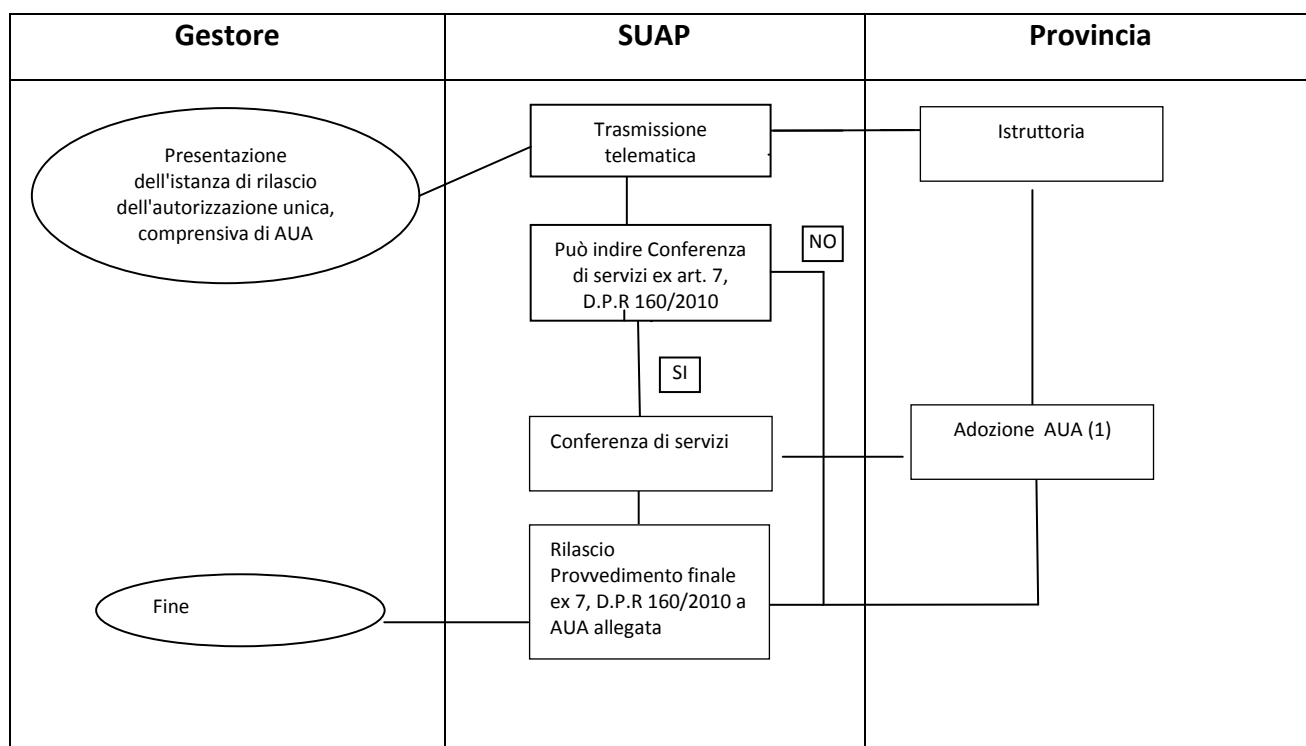 Gestore
SUAP
Provincia
Presentazione
dell'istanza di rilascio
dell'autorizzazione unica,
comprensiva di AUA
Trasmissione
telematica
Istruttoria
Può indire Conferenza
di servizi ex art. 7,
D.P.R 160/2010
NO
SI
Conferenza di servizi
Adozione AUA (1)
Rilascio
Provvedimento finale
ex 7, D.P.R 160/2010 a
AUA allegata
Fine